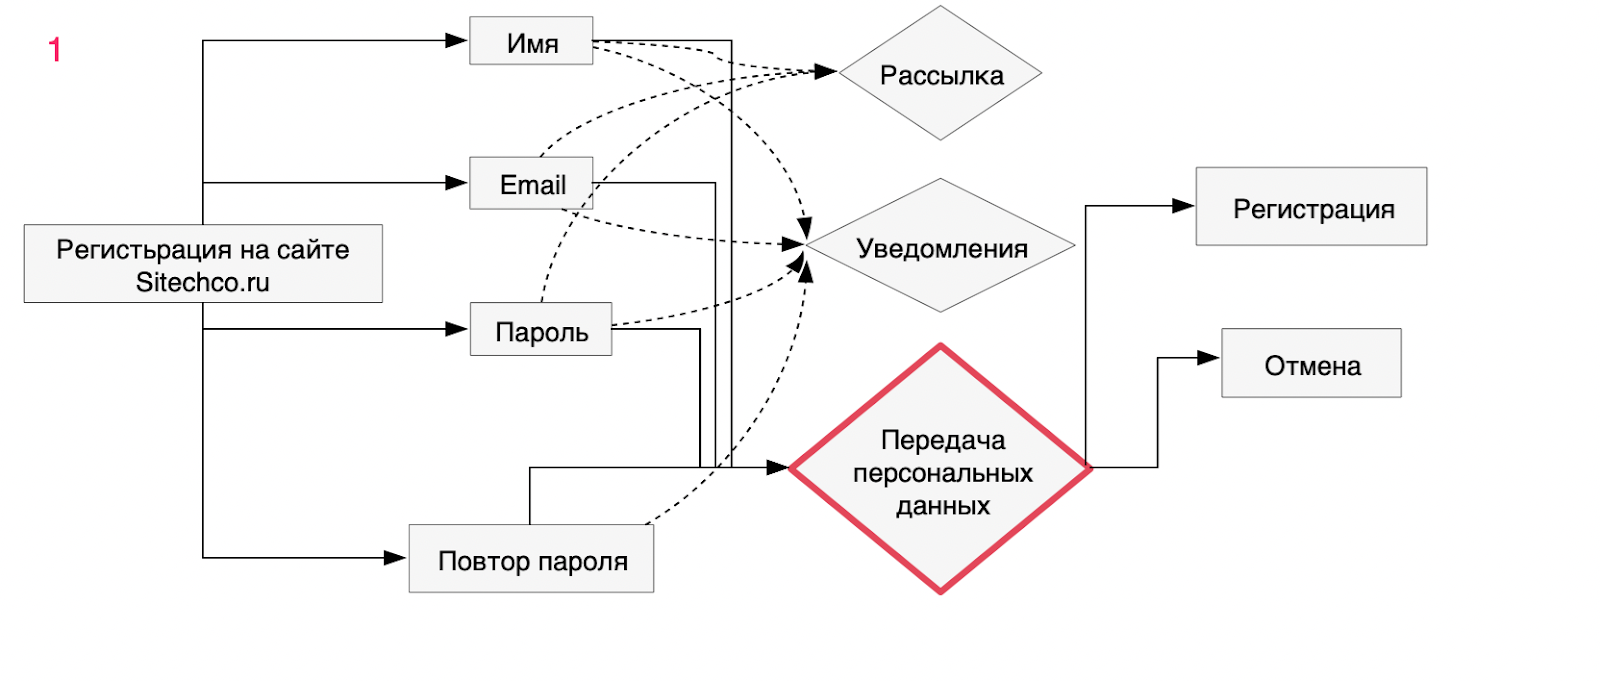 1
Имя
Рассылка
Email
Регистьрация на сайте
Sitechco.ru
Уведомления
Регистрация
Пароль
Отмена
Передача
персональных
данных
Повтор пароля